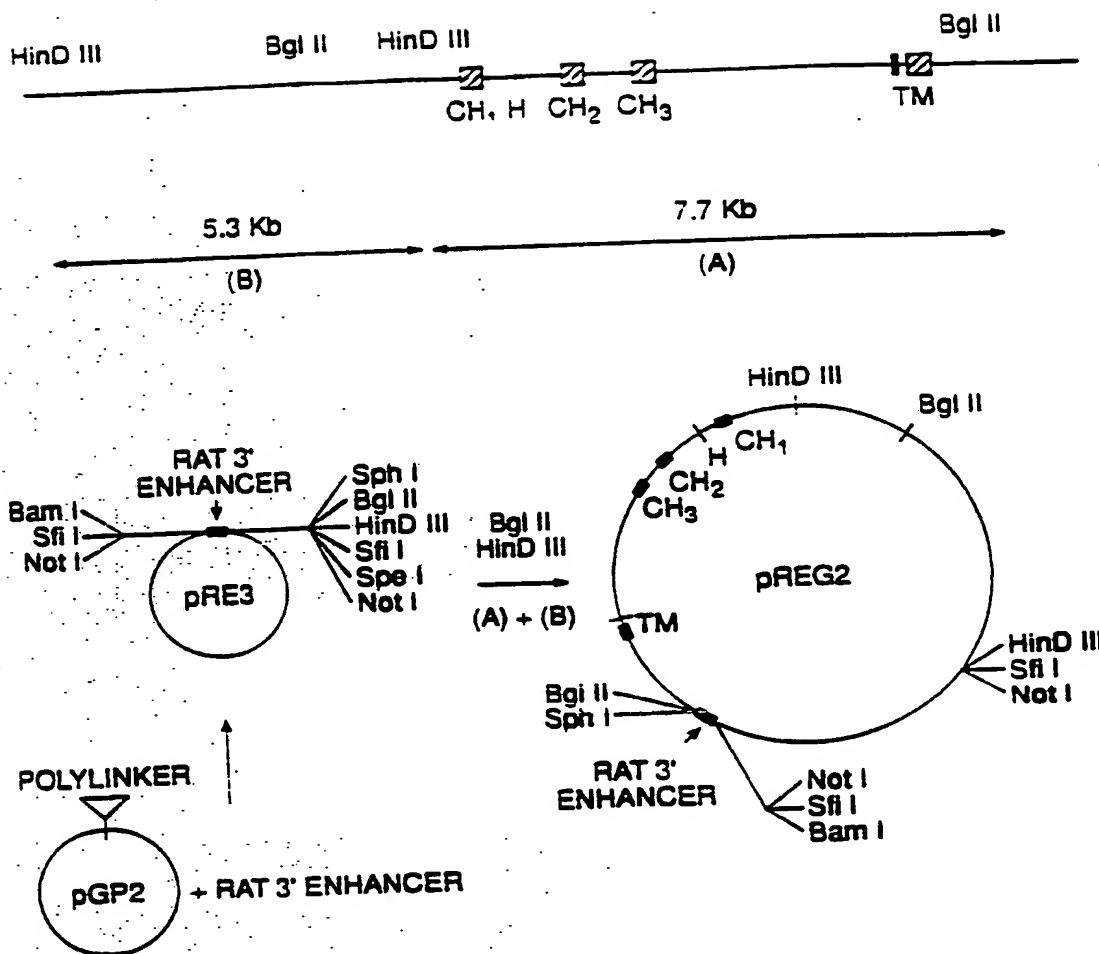 HinD III Bgl II HinD III Bgl II
CH1 H CH2 CH3 TM
5.3 Kb 7.7 Kb
(B) (A)
RAT 3'
ENHANCER
Bam I
Sfi I
Not I
Sph I
Bgl II
HinD III
Sfi I
Spe I
Not I
pRE3
Bgl II
HinD III
(A) + (B)
HinD III
Bgl II
CH1
H
CH2
CH3
pREG2
TM
HinD III
Sfi I
Not I
Bgl II
Sph I
RAT 3'
ENHANCER
Not I
Sfi I
Bam I
POLYLINKER
pGP2 + RAT 3' ENHANCER